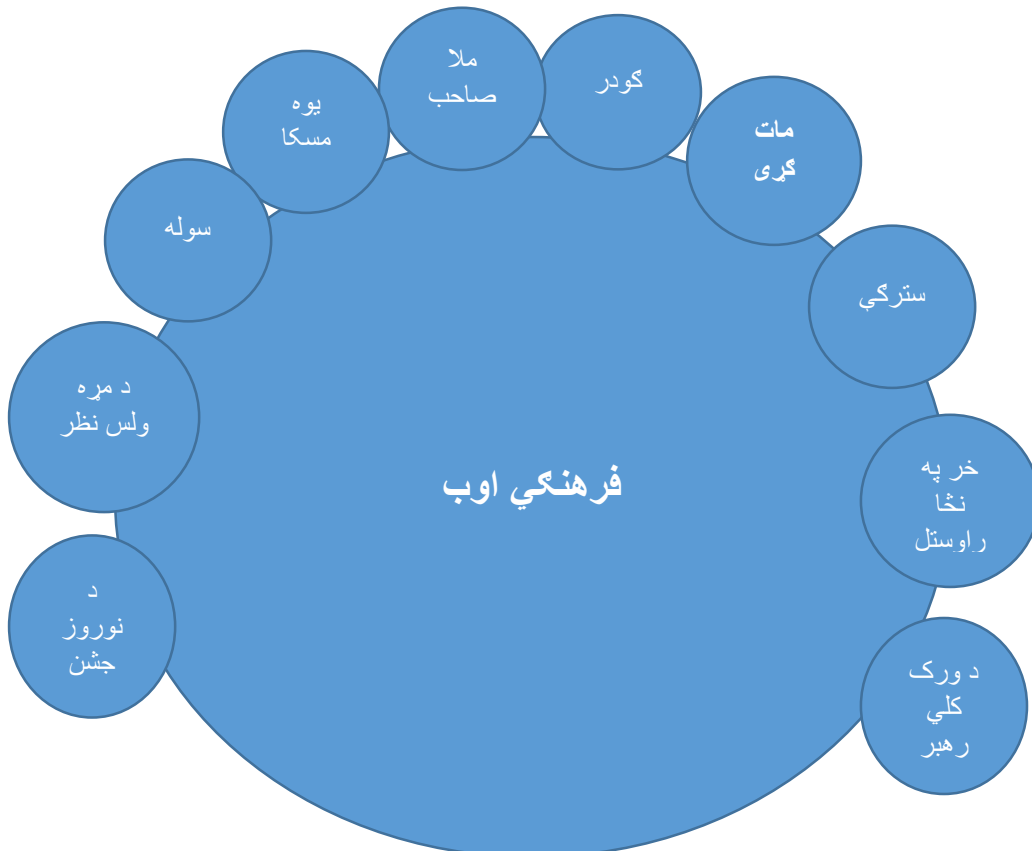 ملا
صاحب
ګودر
یوه
مسکا
مات
ګړی
سوله
سترګې
د مړه
ولس نظر
خر په
نڅا
راوستل
فرهنګي اوب
د
نوروز
جشن
د ورک
کلي
رهبر